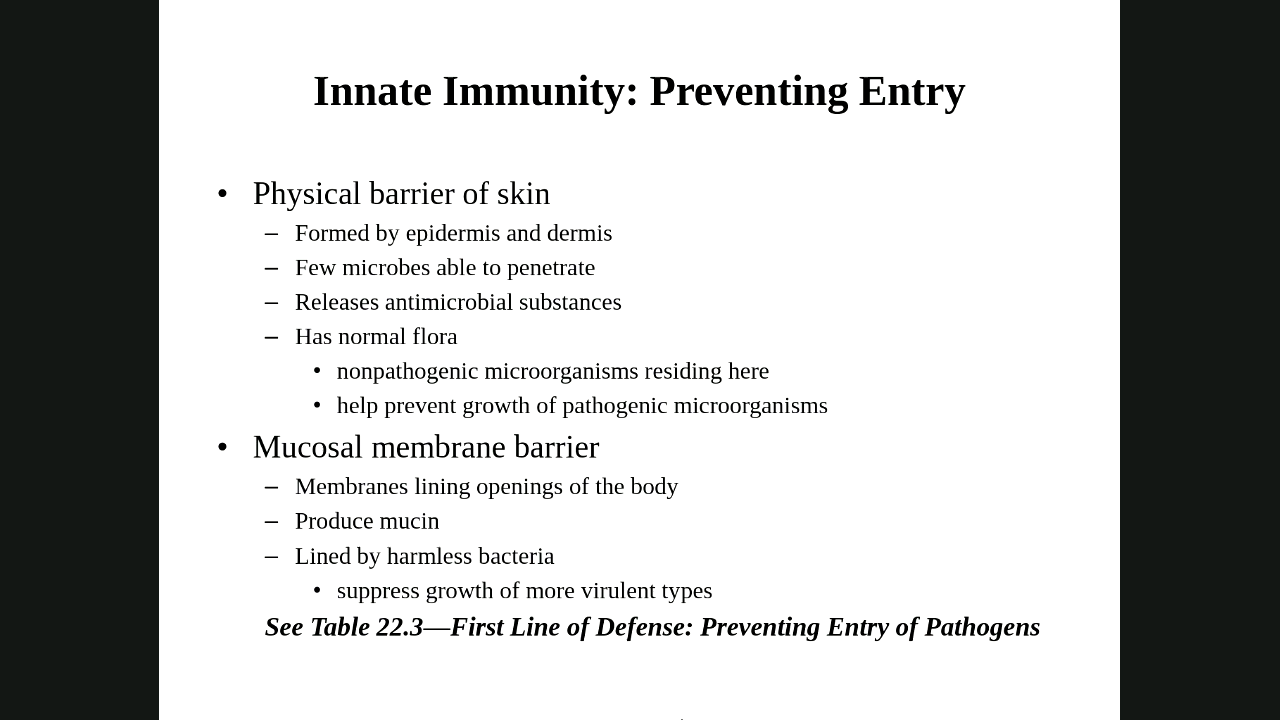 Innate Immunity: Preventing Entry
• Physical barrier of skin
– Formed by epidermis and dermis
– Few microbes able to penetrate
– Releases antimicrobial substances
– Has normal flora
• nonpathogenic microorganisms residing here
• help prevent growth of pathogenic microorganisms
• Mucosal membrane barrier
– Membranes lining openings of the body
– Produce mucin
– Lined by harmless bacteria
• suppress growth of more virulent types
See Table 22.3—First Line of Defense: Preventing Entry of Pathogens